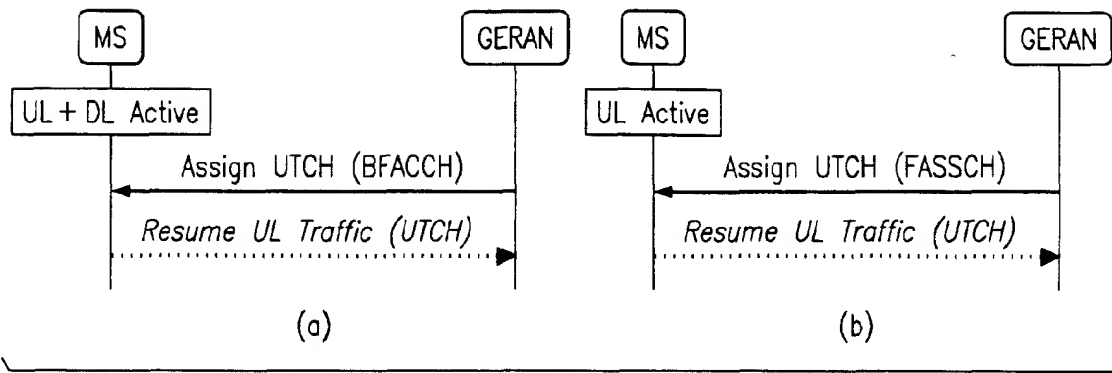 MS GERAN MS GERAN
UL + DL Active UL Active
Assign UTCH (BFACCH) Assign UTCH (FASSCH)
Resume UL Traffic (UTCH) Resume UL Traffic (UTCH)
(a) (b)